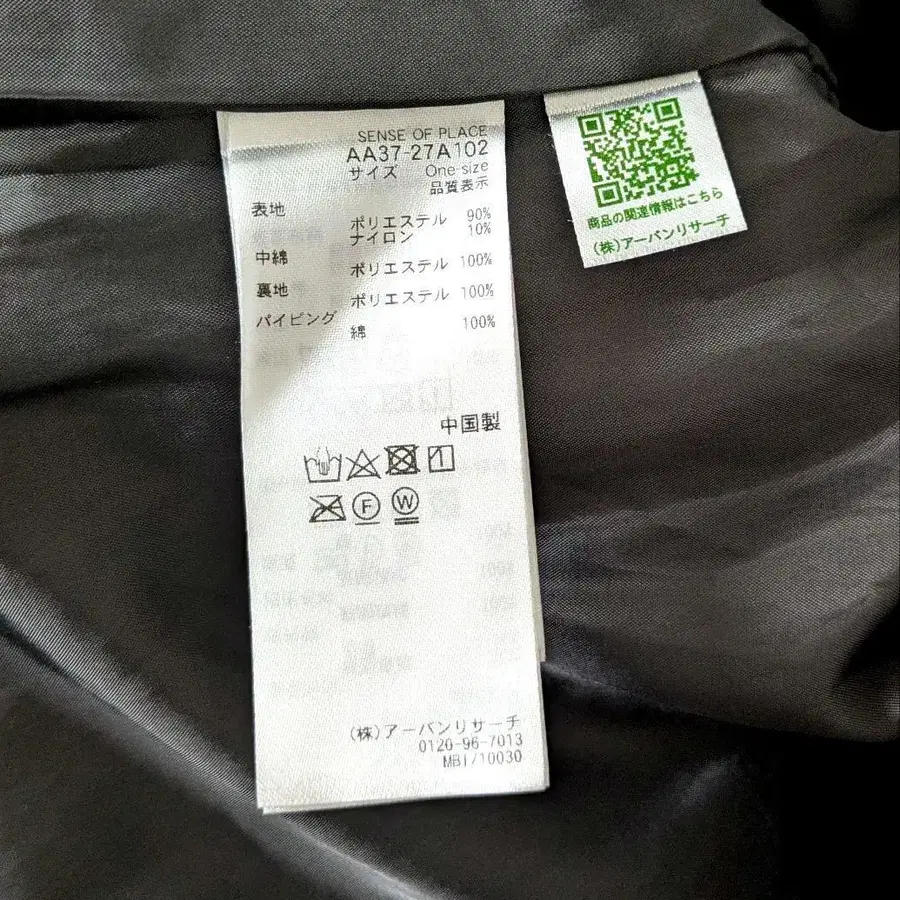 SENSE OF PLACE
AA37-27A102
サイズ One-size
品質表示
表地
ポリエステル 90%
ナイロン 10%
中綿
ポリエステル 100%
裏地
ポリエステル 100%
パイピング
綿 100%
中国製
F W
(株)アーバンリサーチ
0120-96-7013
MBI/10030
商品の関連情報はこちら
(株)アーバンリサーチ